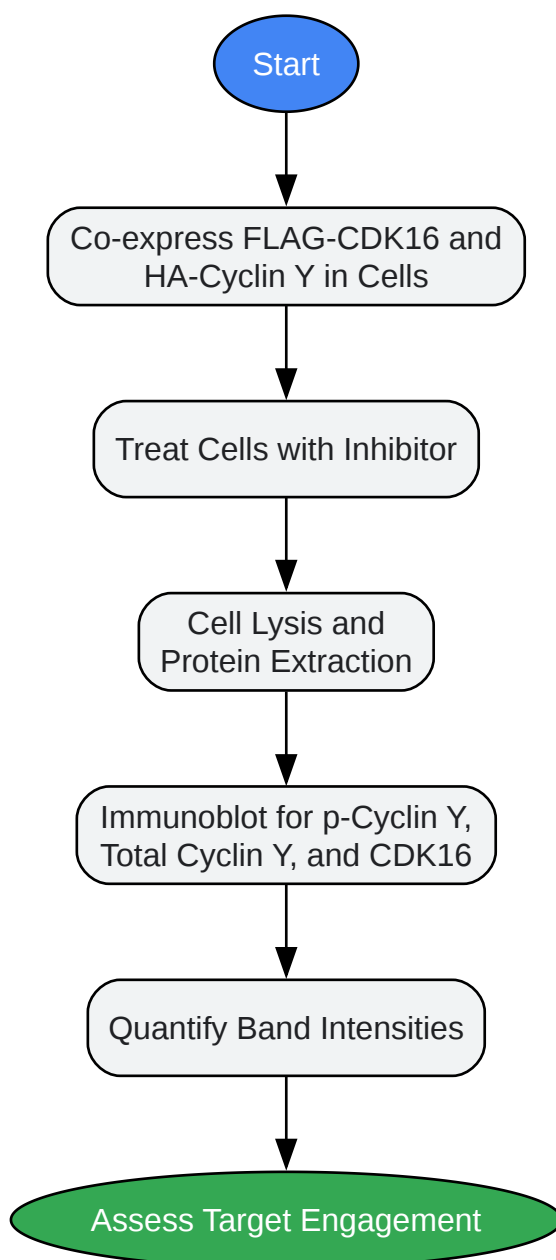 Start
Co-express FLAG-CDK16 and
HA-Cyclin Y in Cells
Treat Cells with Inhibitor
Cell Lysis and
Protein Extraction
Immunoblot for p-Cyclin Y,
Total Cyclin Y, and CDK16
Quantify Band Intensities
Assess Target Engagement